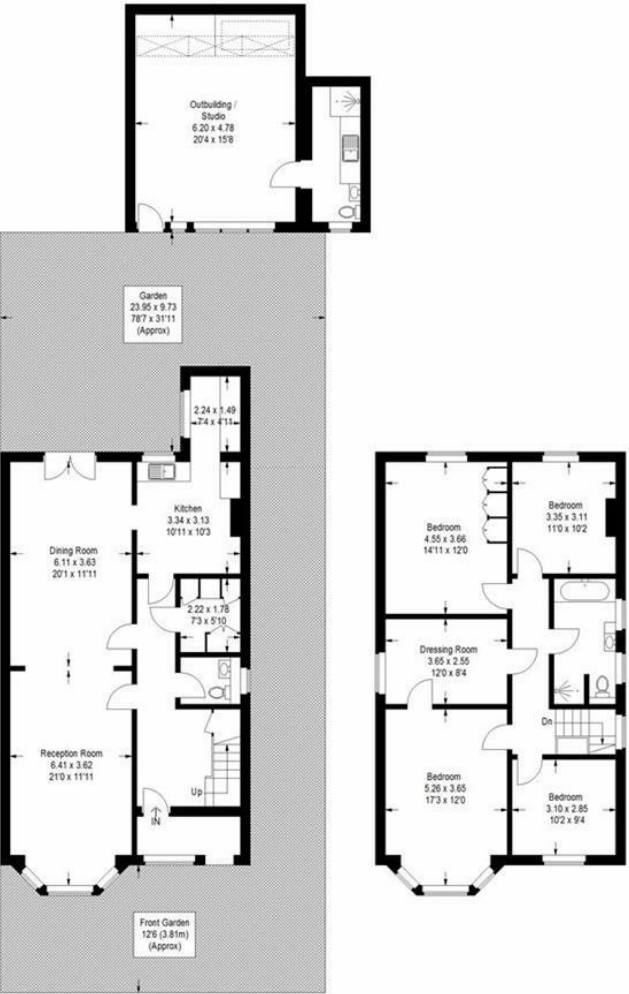 Outbuilding /
Studio
6.20 x 4.78
20'4 x 15'8
Garden
23.95 x 9.73
78'7 x 31'11
(Approx)
2.24 x 1.49
7'4 x 4'11
Kitchen
3.34 x 3.13
10'11 x 10'3
Dining Room
6.11 x 3.63
20'1 x 11'11
2.22 x 1.78
7'3 x 5'10
Reception Room
6.41 x 3.62
21'0 x 11'11
Up
IN
Front Garden
12'6 (3.81m)
(Approx)
Bedroom
4.55 x 3.66
14'11 x 12'0
Bedroom
3.35 x 3.11
11'0 x 10'2
Dressing Room
3.65 x 2.55
12'0 x 8'4
Dn
Bedroom
5.26 x 3.65
17'3 x 12'0
Bedroom
3.10 x 2.85
10'2 x 9'4